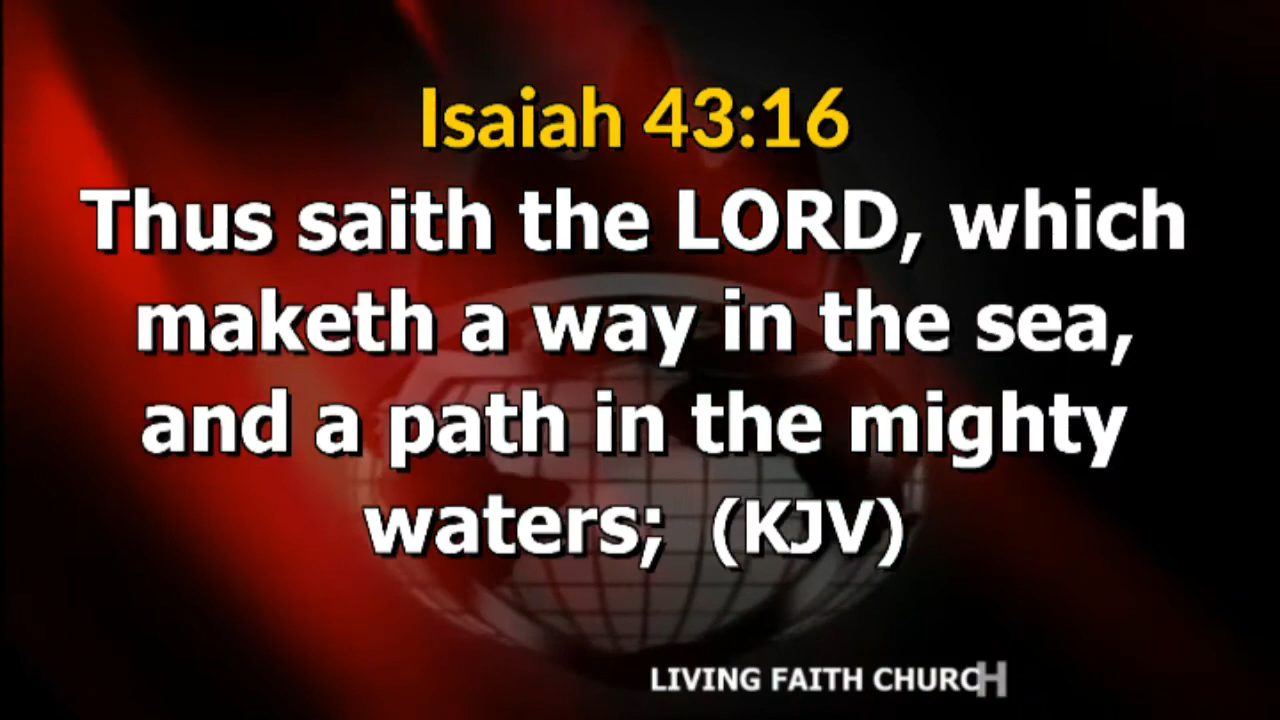 Isaiah 43:16
Thus saith the LORD, which
maketh a way in the sea,
and a path in the mighty
waters; (KJV)
LIVING FAITH CHURCH